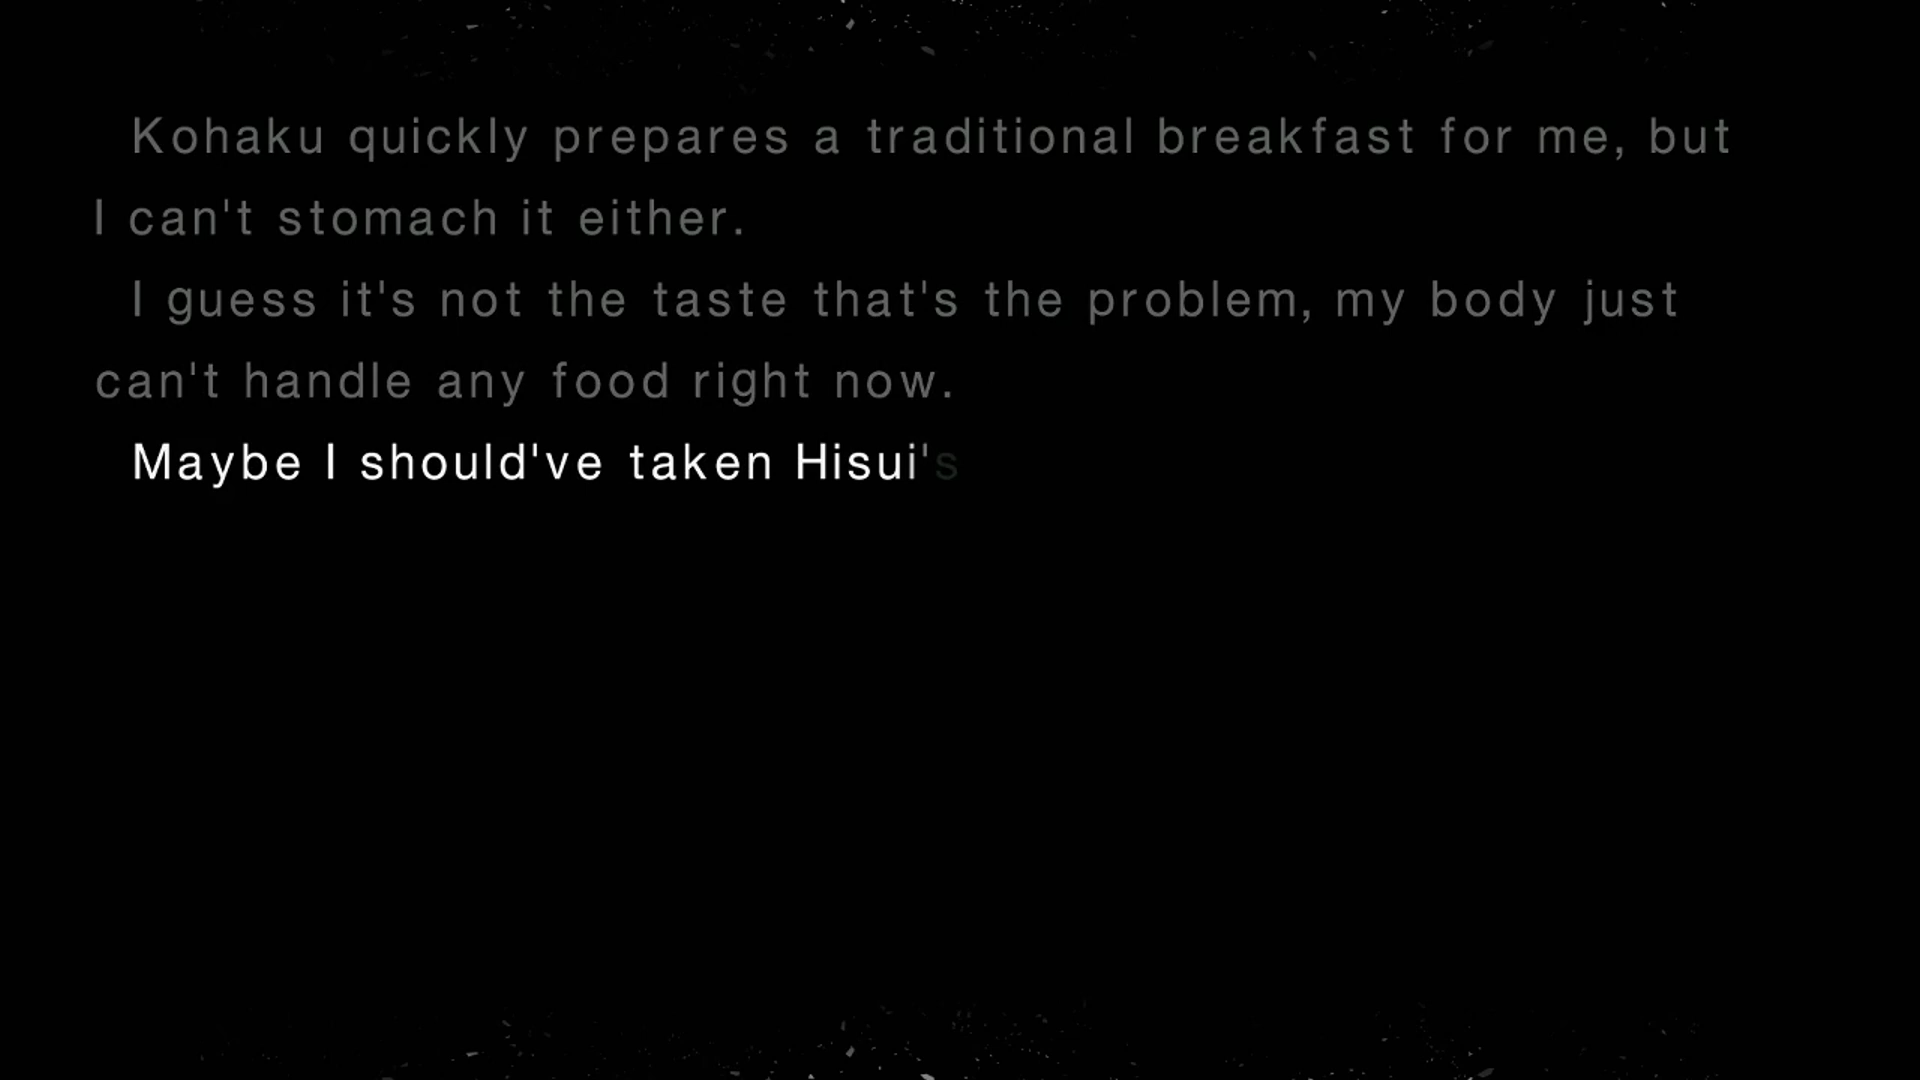 Kohaku quickly prepares a traditional breakfast for me, but
I can't stomach it either.
I guess it's not the taste that's the problem, my body just
can't handle any food right now.
Maybe I should've taken Hisui's